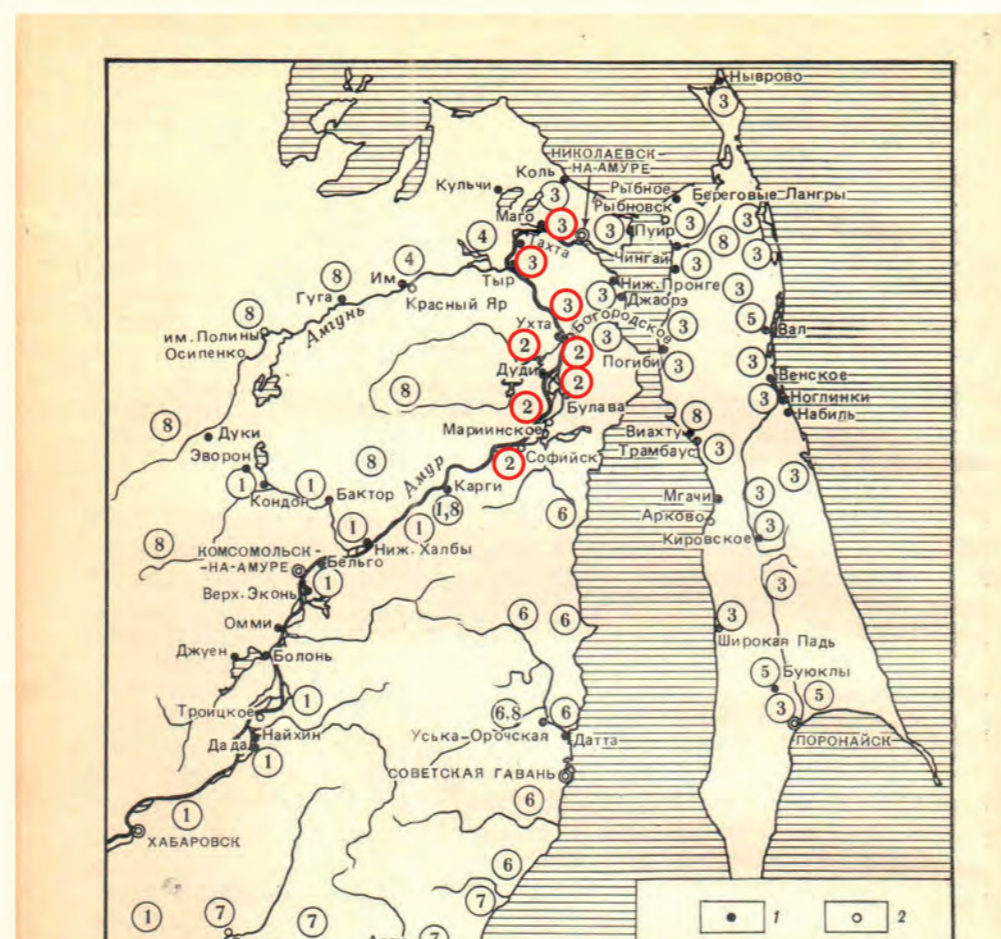 Ныврово
3
НИКОЛАЕВСК-
-НА-АМУРЕ
Коль
Кульчи
3
Рыбное
Береговые Лангры
Рыбновск
Маго
3
3
Пуир
3
3
8
3
4
Тахта
Чингай
3
3
Тыр
4
Им
Красный Яр
8
Гуга
Амгунь
Ниж. Пронге
3
Джаорэ
3
3
8
им. Полины
Осипенко
Ухта
Богородское
3
3
5
Вал
2
2
Дуди
2
Погиби
3
3
Венское
8
2
Булава
3
Ноглинки
Набиль
8
Дуки
Мариинское
Виахту
8
Трамбаус
3
Эворон
8
Амур
2
Софийск
1
Кондон
1
Бактор
Карги
1,8
6
Мгачи
Арково
3
3
8
1
1
Ниж. Халбы
Кировское
3
КОМСОМОЛЬСК-
-НА-АМУРЕ
Бельго
1
Верх. Эконь
3
Омми
6
6
3
Широкая Падь
Джуен
Болонь
5
Буюклы
1
Троицкое
6,8
6
3
5
Уська-Орочская
Датта
ПОРОНАЙСК
Найхин
Дада
1
СОВЕТСКАЯ ГАВАНЬ
6
1
ХАБАРОВСК
6
7
1
7
7
7
1
2